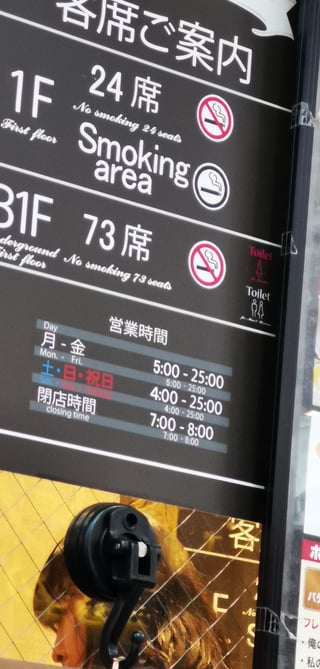 客席ご案内
1F 24席
First floor No smoking 24 seats
Smoking
area
B1F 73席
derground
First floor No smoking 73 seats
Toilet
Toilet
営業時間
Day
月 - 金 5:00 - 25:00
Mon. - Fri. 5:00 - 25:00
土・日・祝日 4:00 - 25:00
4:00 - 25:00
閉店時間 7:00 - 8:00
closing time 7:00 - 8:00
客